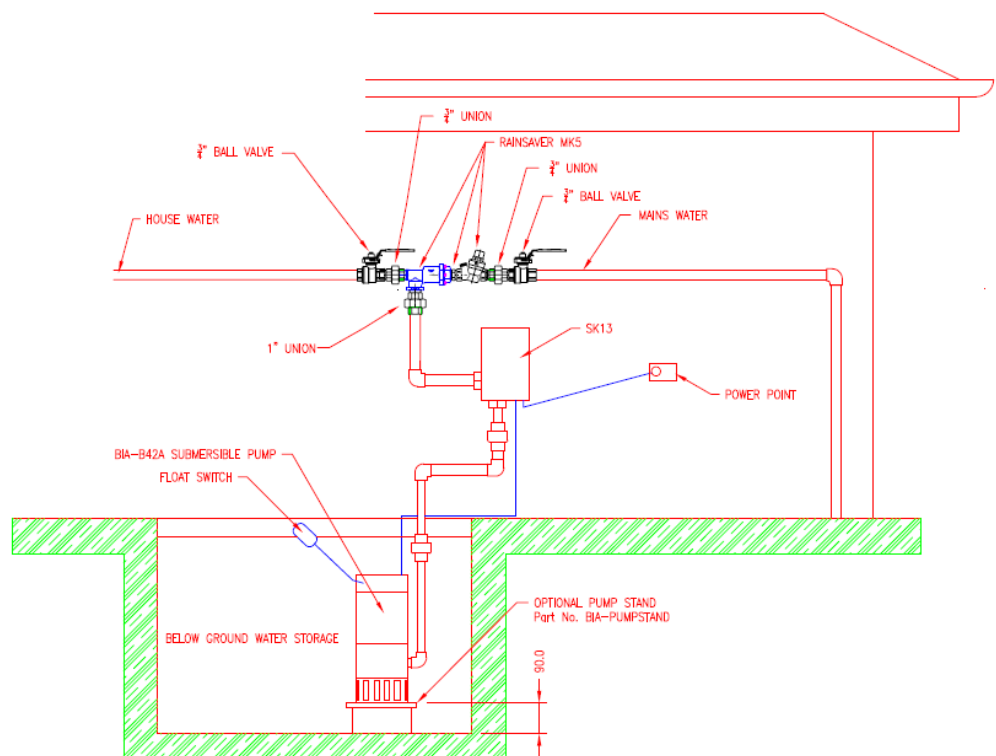 ¾" UNION
¾" BALL VALVE
RAINSAVER MK5
¾" UNION
¾" BALL VALVE
HOUSE WATER
MAINS WATER
1" UNION
SK13
POWER POINT
BIA-B42A SUBMERSIBLE PUMP
FLOAT SWITCH
OPTIONAL PUMP STAND
Part No. BIA-PUMPSTAND
BELOW GROUND WATER STORAGE
90.0